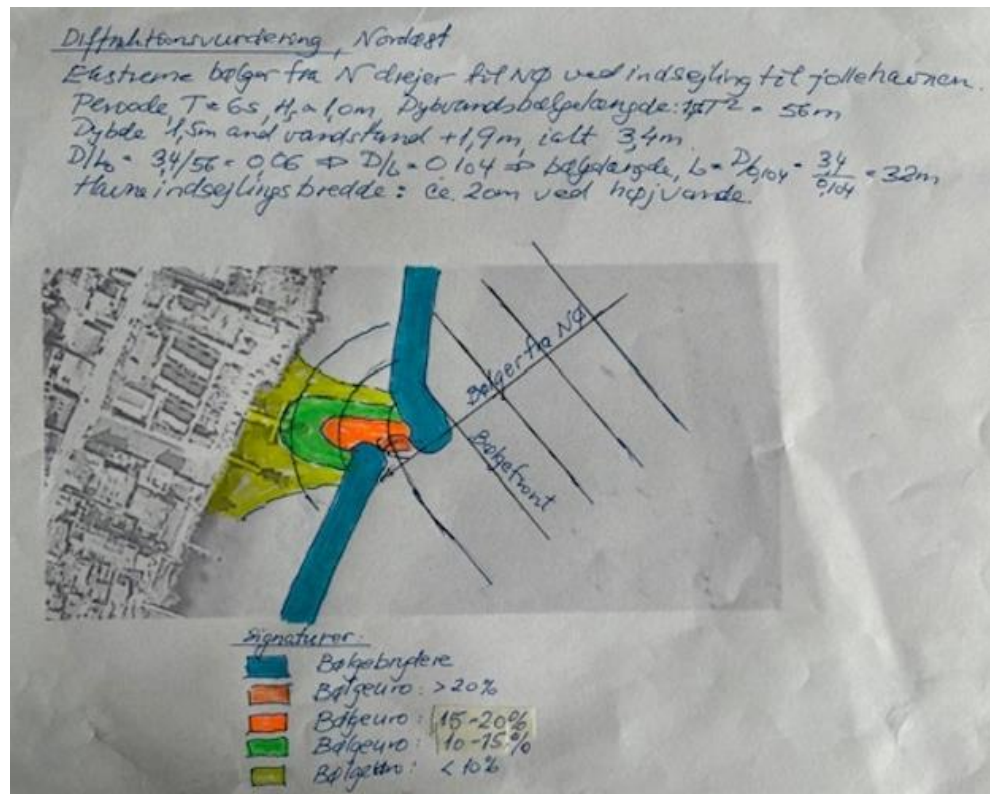 Diffraktionsvurdering, Nordøst
Ekstreme bølger fra N drejer til NØ ved indsejling til jollehavnen.
Periode, T = 6s, H ~ 1,0m, Dybvandsbølgelængde: T² = 56m
Dybde 1,5m and vandstand +1,9m, ialt 3,4m
D/L₀ = 3,4/56 = 0,06 ⇒ D/L = 0,104 ⇒ bølgelængde, L = D/0,104 = 3,4/0,104 = 32m
Havneindsejlingsbredde: ca. 20m ved højvande.
Bølger fra NØ
Bølgefront
Signaturer:
Bølgebrydere
Bølgeuro: >20%
Bølgeuro: 15-20%
Bølgeuro: 10-15%
Bølgeuro: <10%